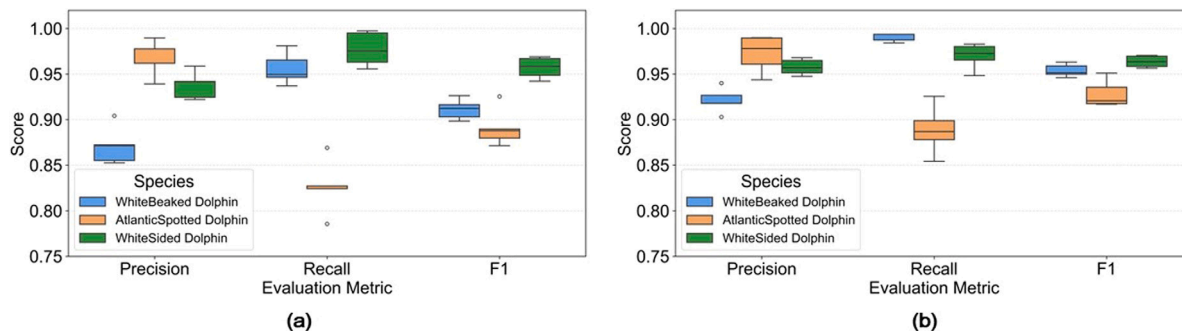 1.00
0.95
0.90
0.85
0.80
0.75
Score
Species
WhiteBeaked Dolphin
AtlanticSpotted Dolphin
WhiteSided Dolphin
Precision Recall F1
Evaluation Metric
(a)
1.00
0.95
0.90
0.85
0.80
0.75
Score
Species
WhiteBeaked Dolphin
AtlanticSpotted Dolphin
WhiteSided Dolphin
Precision Recall F1
Evaluation Metric
(b)